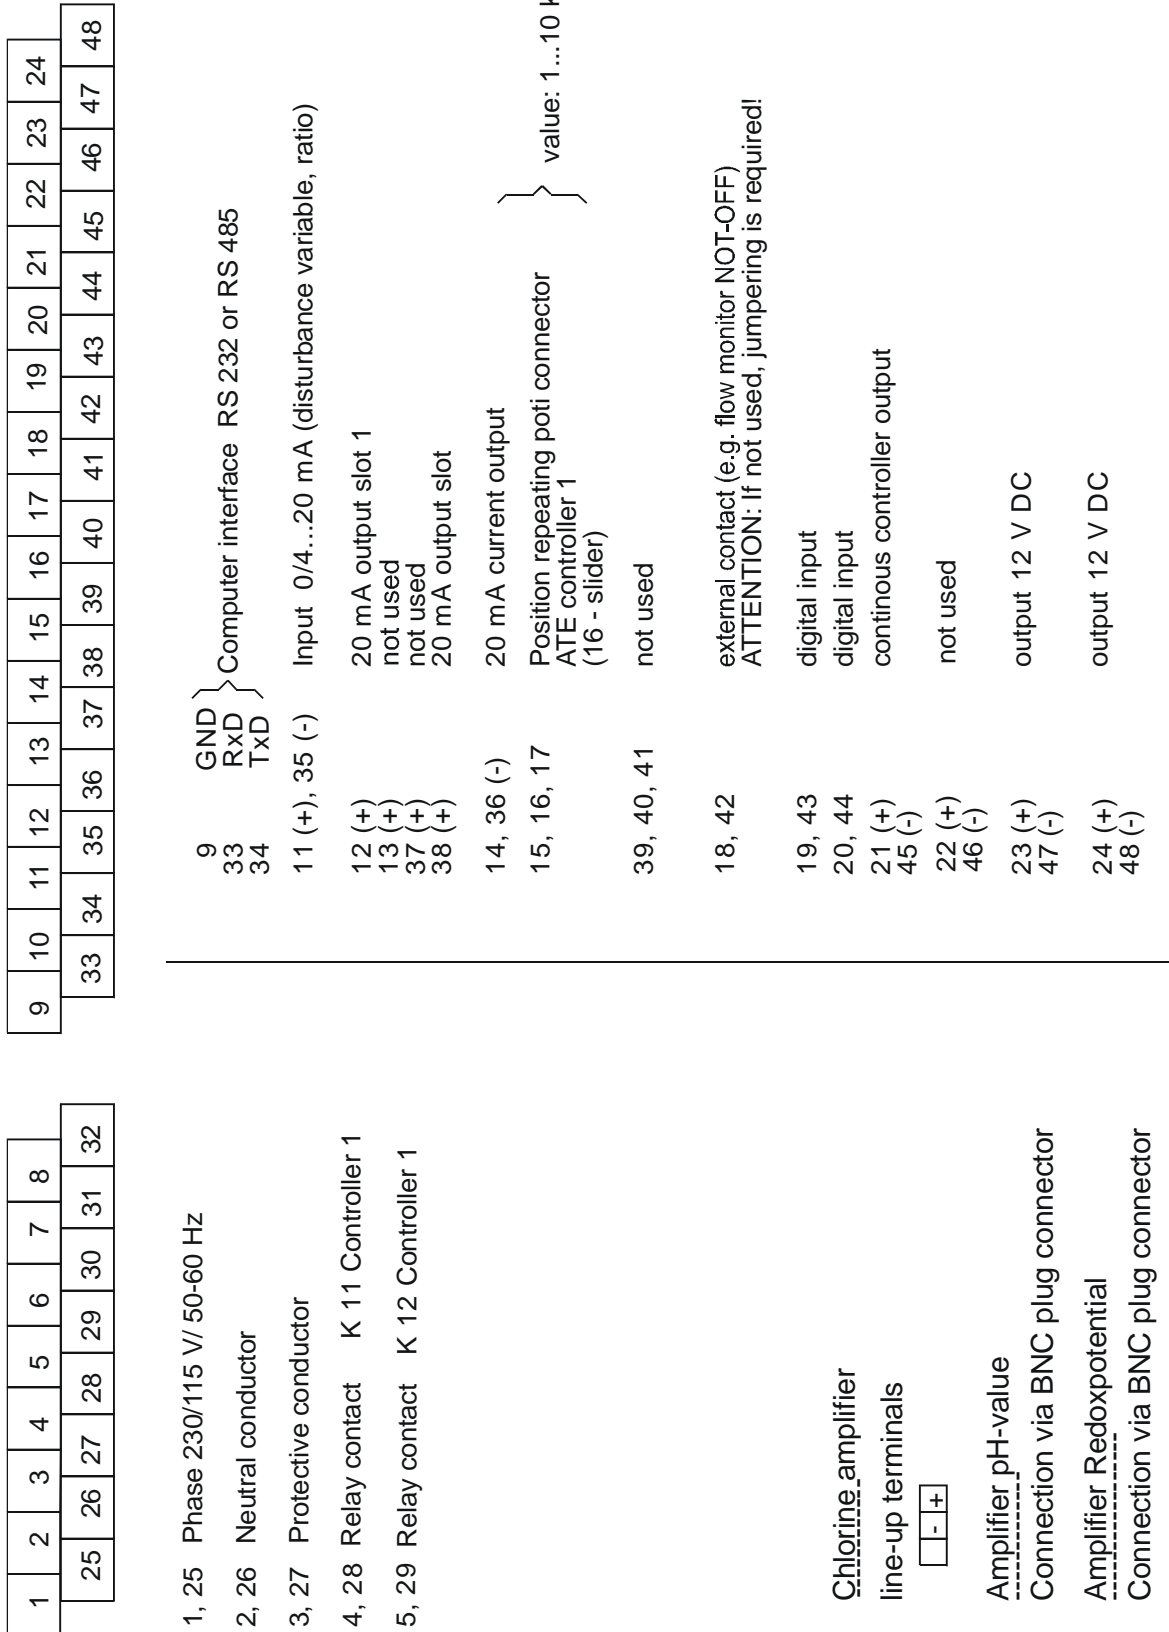 1 2 3 4 5 6 7 8
25 26 27 28 29 30 31 32
9 10 11 12 13 14 15 16 17 18 19 20 21 22 23 24
33 34 35 36 37 38 39 40 41 42 43 44 45 46 47 48
1, 25 Phase 230/115 V/ 50-60 Hz
2, 26 Neutral conductor
3, 27 Protective conductor
4, 28 Relay contact K 11 Controller 1
5, 29 Relay contact K 12 Controller 1
Chlorine amplifier
line-up terminals
- +
Amplifier pH-value
Connection via BNC plug connector
Amplifier Redoxpotential
Connection via BNC plug connector
9 GND
33 RxD Computer interface RS 232 or RS 485
34 TxD
11 (+), 35 (-) Input 0/4...20 mA (disturbance variable, ratio)
12 (+) 20 mA output slot 1
13 (+) not used
37 (+) not used
38 (+) 20 mA output slot
14, 36 (-) 20 mA current output
15, 16, 17 Position repeating poti connector value: 1...10
ATE controller 1
(16 - slider)
39, 40, 41 not used
18, 42 external contact (e.g. flow monitor NOT-OFF)
ATTENTION: If not used, jumpering is required!
19, 43 digital input
20, 44 digital input
21 (+) continous controller output
45 (-)
22 (+) not used
46 (-)
23 (+) output 12 V DC
47 (-)
24 (+) output 12 V DC
48 (-)